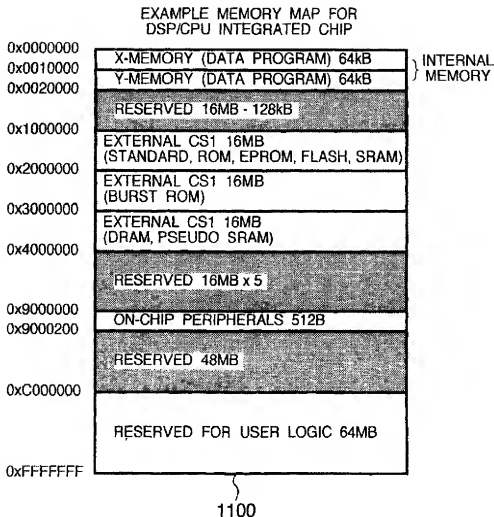 EXAMPLE MEMORY MAP FOR
DSP/CPU INTEGRATED CHIP
0x0000000
X-MEMORY (DATA PROGRAM) 64kB
0x0010000
Y-MEMORY (DATA PROGRAM) 64kB
INTERNAL
MEMORY
0x0020000
RESERVED 16MB - 128kB
0x1000000
EXTERNAL CS1 16MB
(STANDARD, ROM, EPROM, FLASH, SRAM)
0x2000000
EXTERNAL CS1 16MB
(BURST ROM)
0x3000000
EXTERNAL CS1 16MB
(DRAM, PSEUDO SRAM)
0x4000000
RESERVED 16MB x 5
0x9000000
ON-CHIP PERIPHERALS 512B
0x9000200
RESERVED 48MB
0xC000000
RESERVED FOR USER LOGIC 64MB
0xFFFFFFF
1100